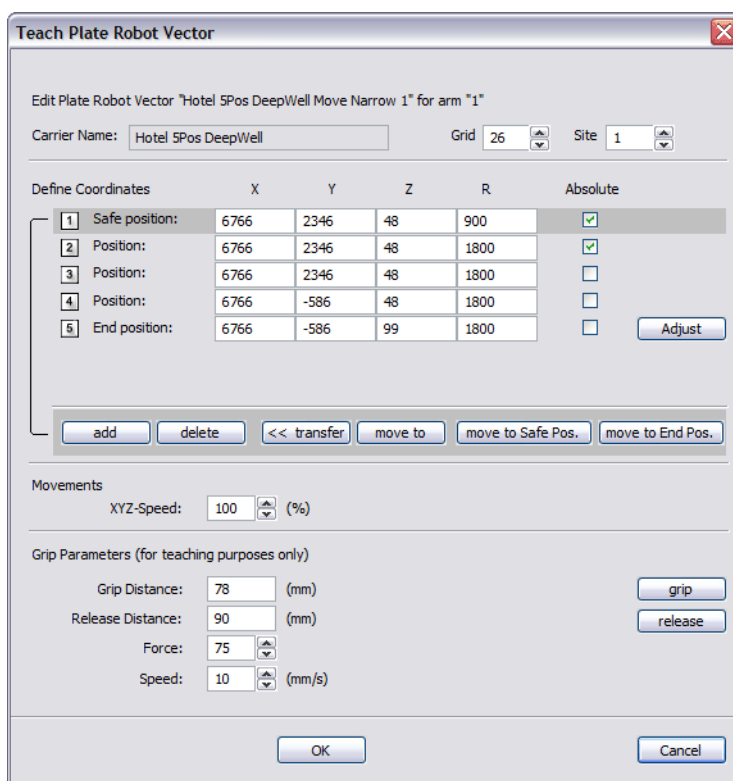 Teach Plate Robot Vector
Edit Plate Robot Vector "Hotel 5Pos DeepWell Move Narrow 1" for arm "1"
Carrier Name: Hotel 5Pos DeepWell Grid 26 Site 1
Define Coordinates X Y Z R Absolute
1 Safe position: 6766 2346 48 900
2 Position: 6766 2346 48 1800
3 Position: 6766 2346 48 1800
4 Position: 6766 -586 48 1800
5 End position: 6766 -586 99 1800 Adjust
add delete << transfer move to move to Safe Pos. move to End Pos.
Movements
XYZ-Speed: 100 (%)
Grip Parameters (for teaching purposes only)
Grip Distance: 78 (mm) grip
Release Distance: 90 (mm) release
Force: 75
Speed: 10 (mm/s)
OK Cancel